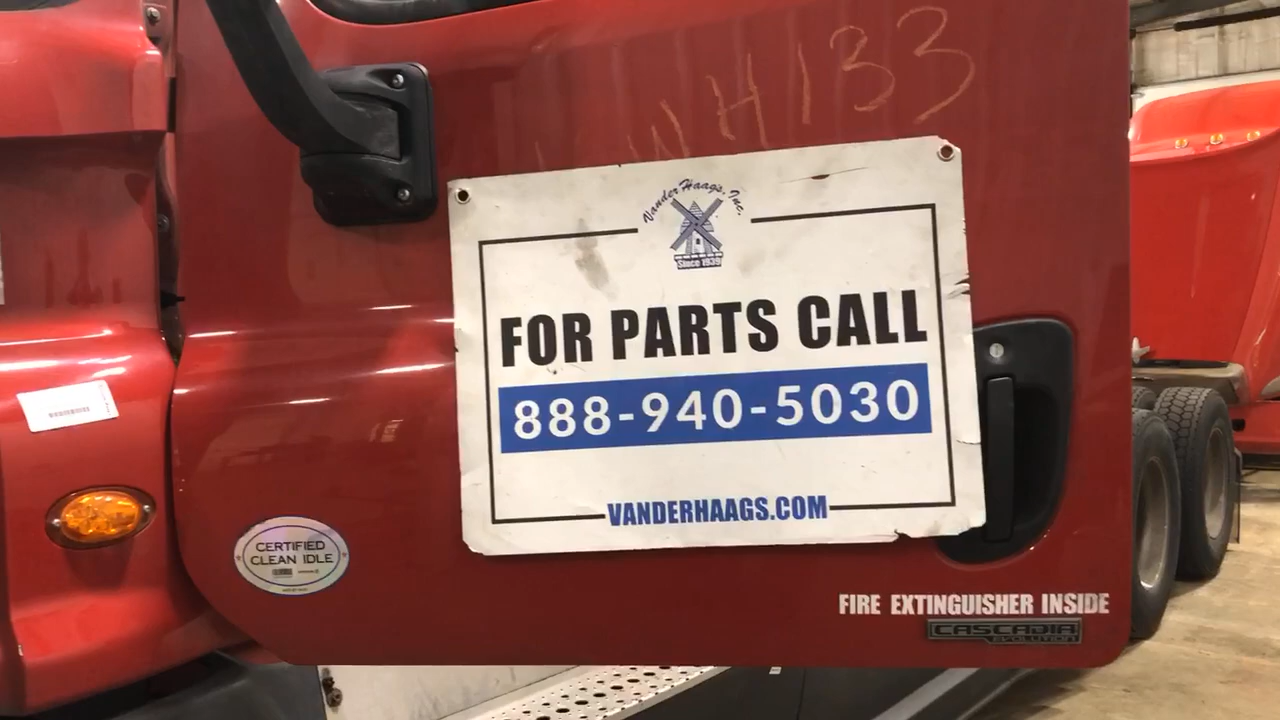 WH133
Vander Haags, Inc.
Since 1939
FOR PARTS CALL
888-940-5030
VANDERHAAGS.COM
CERTIFIED
CLEAN IDLE
FIRE EXTINGUISHER INSIDE
CASCADIA
EVOLUTION